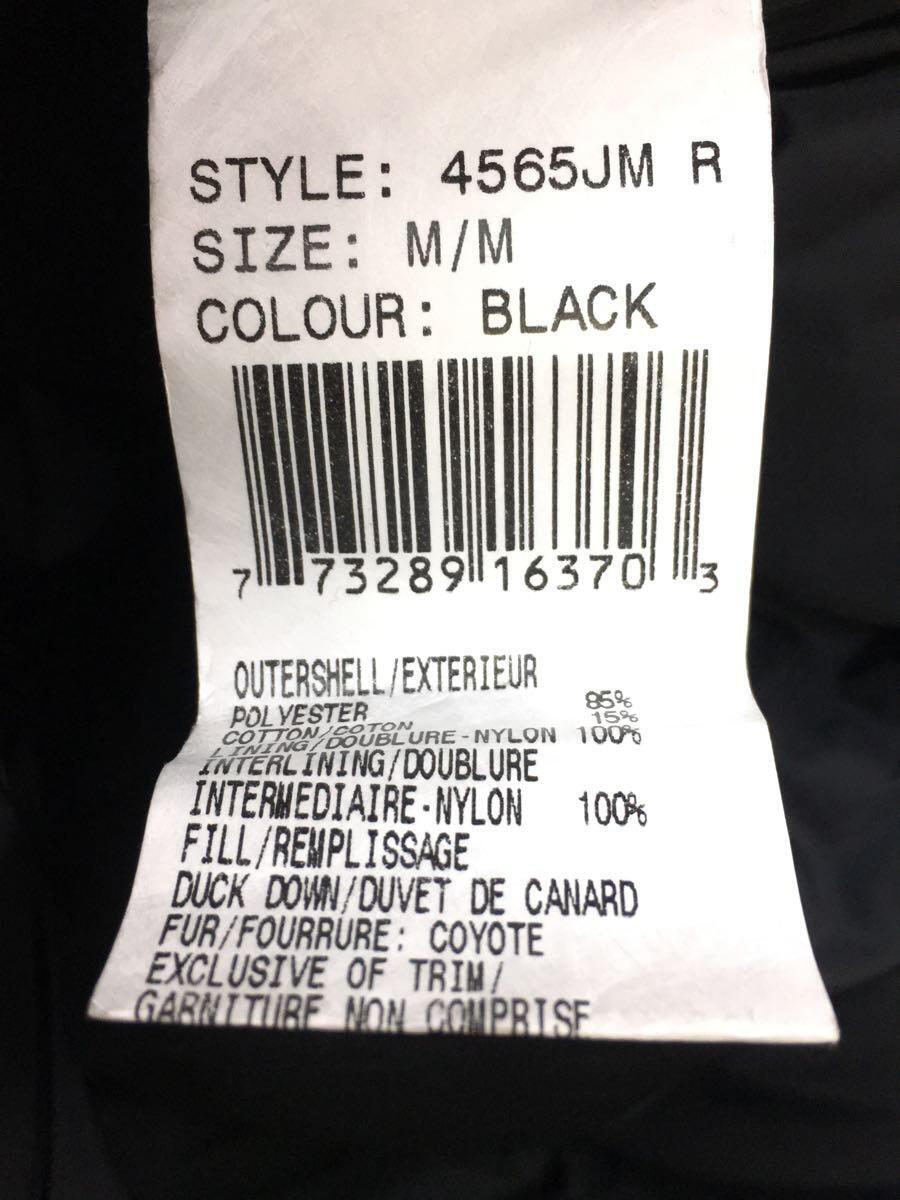 STYLE: 4565JM R
SIZE: M/M
COLOUR: BLACK
7 73289 16370 3
OUTERSHELL/EXTERIEUR
POLYESTER 85%
COTTON/COTON 15%
LINING/DOUBLURE-NYLON 100%
INTERLINING/DOUBLURE
INTERMEDIAIRE-NYLON 100%
FILL/REMPLISSAGE
DUCK DOWN/DUVET DE CANARD
FUR/FOURRURE: COYOTE
EXCLUSIVE OF TRIM/
GARNITURE NON COMPRISE